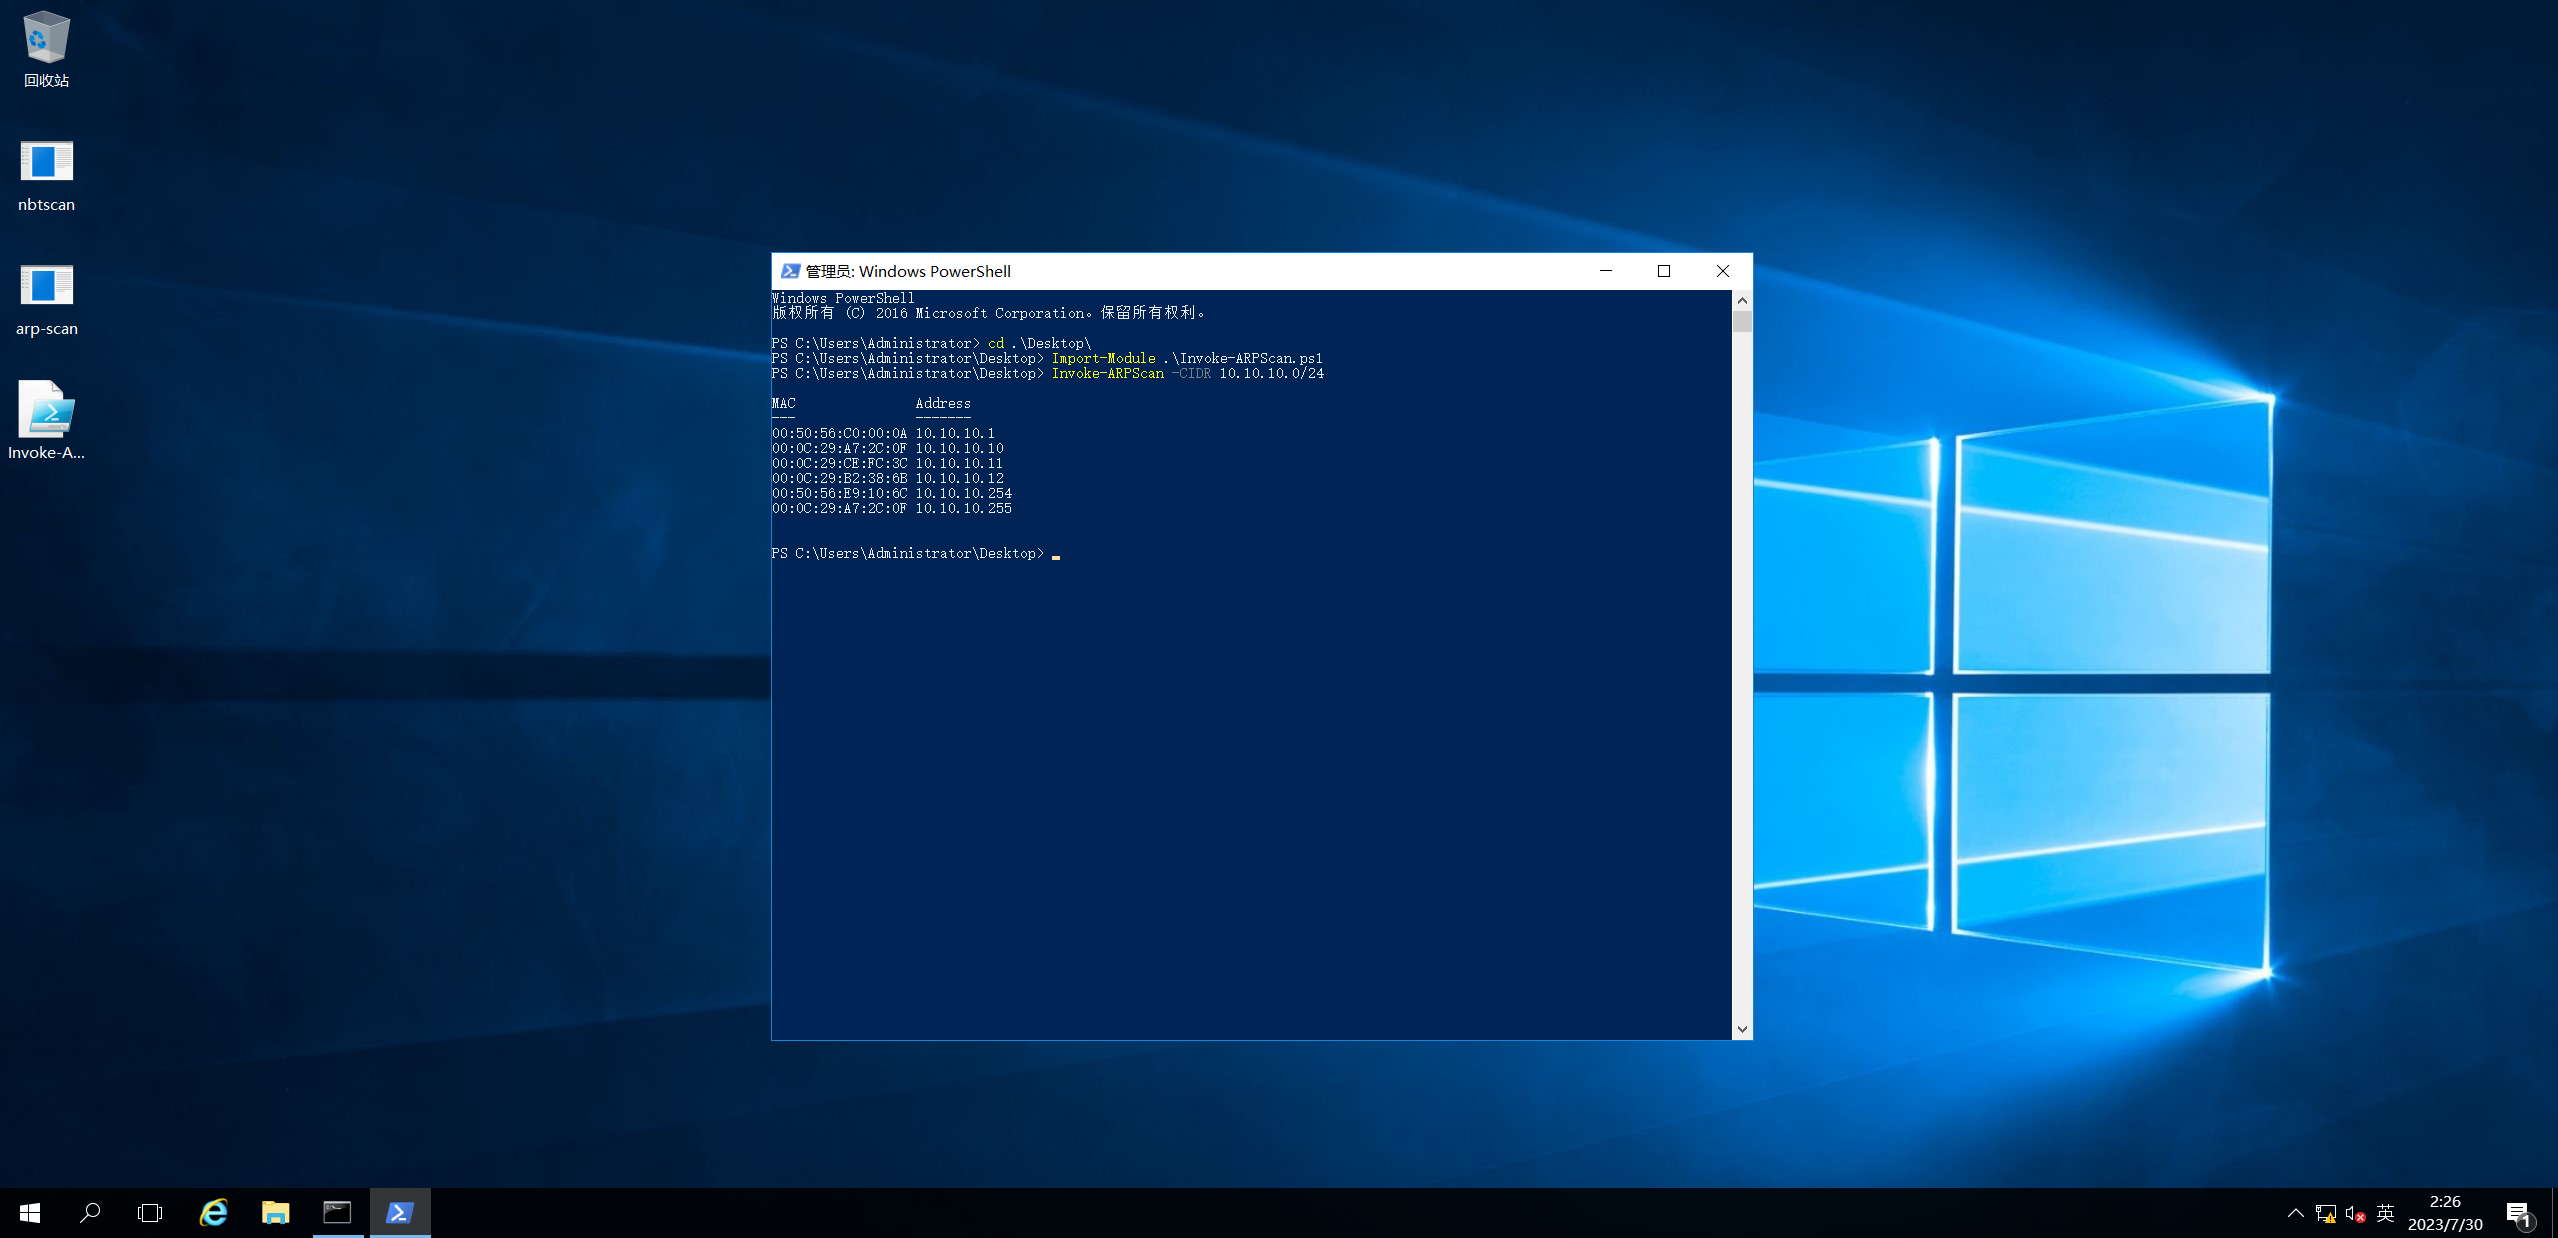 回收站
nbtscan
arp-scan
Invoke-A...
管理员: Windows PowerShell
Windows PowerShell
版权所有 (C) 2016 Microsoft Corporation。保留所有权利。
PS C:\Users\Administrator> cd .\Desktop\
PS C:\Users\Administrator\Desktop> Import-Module .\Invoke-ARPScan.ps1
PS C:\Users\Administrator\Desktop> Invoke-ARPScan -CIDR 10.10.10.0/24
MAC Address
--- -------
00:50:56:C0:00:0A 10.10.10.1
00:0C:29:A7:2C:0F 10.10.10.10
00:0C:29:CE:FC:3C 10.10.10.11
00:0C:29:B2:38:6B 10.10.10.12
00:50:56:E9:10:6C 10.10.10.254
00:0C:29:A7:2C:0F 10.10.10.255
PS C:\Users\Administrator\Desktop>
英
2:26
2023/7/30
1